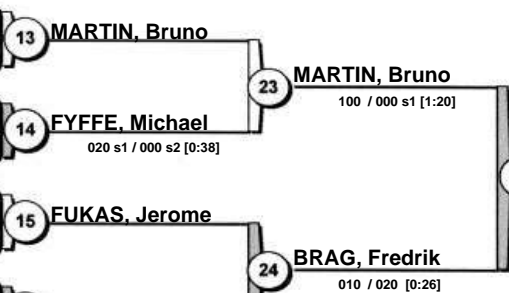 13 MARTIN, Bruno
23 MARTIN, Bruno
100 / 000 s1 [1:20]
14 FYFFE, Michael
020 s1 / 000 s2 [0:38]
15 FUKAS, Jerome
24 BRAG, Fredrik
010 / 020 [0:26]